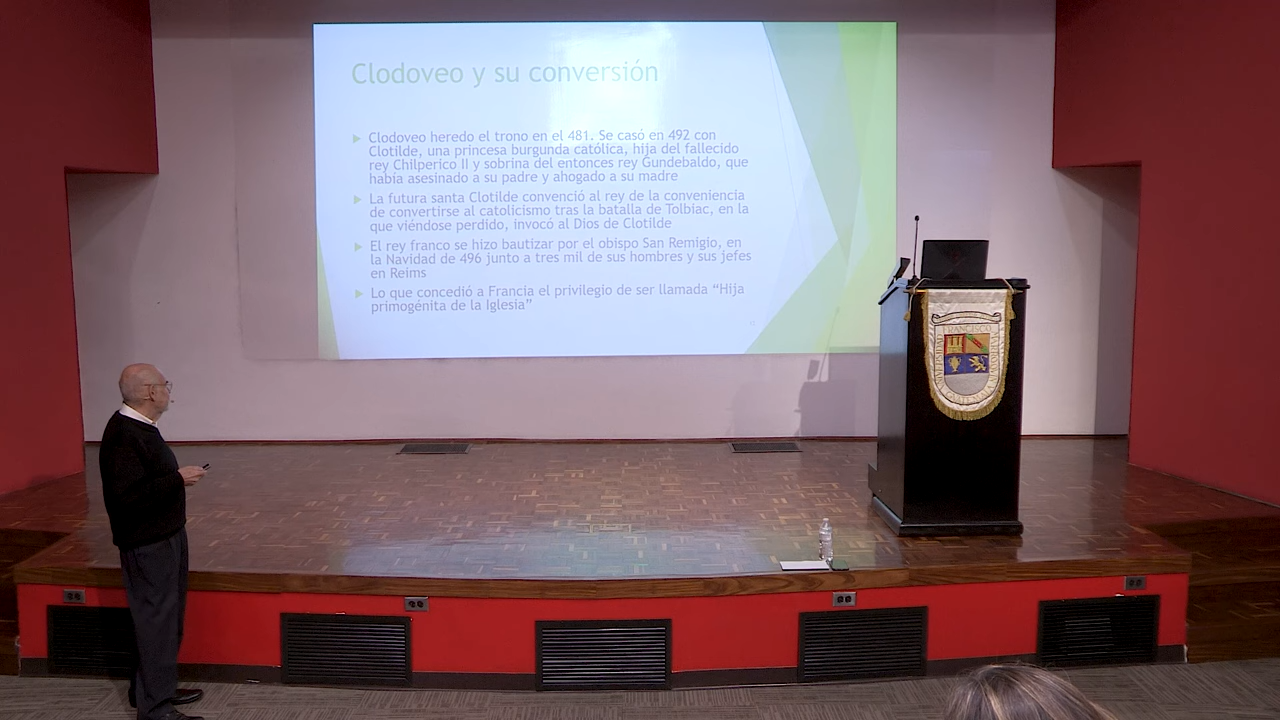 Clodoveo y su conversión
Clodoveo heredo el trono en el 481. Se casó en 492 con
Clotilde, una princesa burgunda católica, hija del fallecido
rey Chilperico II y sobrina del entonces rey Gundebaldo, que
había asesinado a su padre y ahogado a su madre
La futura santa Clotilde convenció al rey de la conveniencia
de convertirse al catolicismo tras la batalla de Tolbiac, en la
que viéndose perdido, invocó al Dios de Clotilde
El rey franco se hizo bautizar por el obispo San Remigio, en
la Navidad de 496 junto a tres mil de sus hombres y sus jefes
en Reims
Lo que concedió a Francia el privilegio de ser llamada “Hija
primogénita de la Iglesia”
FRANCISCO
MARROQUIN
GUATEMALA
UNIVERSIDAD